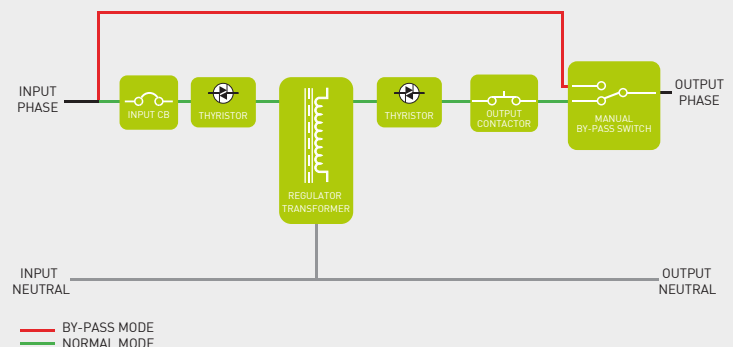 INPUT
PHASE
INPUT CB
THYRISTOR
REGULATOR
TRANSFORMER
THYRISTOR
OUTPUT
CONTACTOR
MANUAL
BY-PASS SWITCH
OUTPUT
PHASE
INPUT
NEUTRAL
OUTPUT
NEUTRAL
BY-PASS MODE
NORMAL MODE